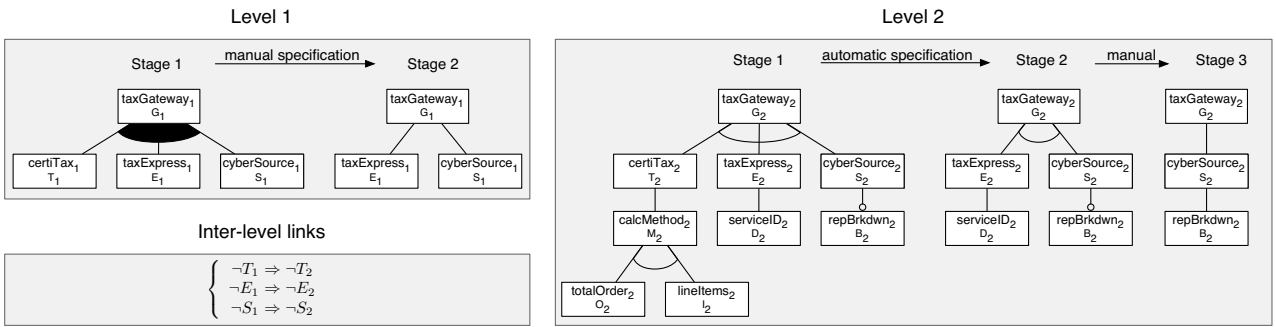 Level 1
Stage 1 manual specification Stage 2
taxGateway₁
G₁
taxGateway₁
G₁
certiTax₁
T₁
taxExpress₁
E₁
cyberSource₁
S₁
taxExpress₁
E₁
cyberSource₁
S₁
Inter-level links
¬T₁ ⇒ ¬T₂
¬E₁ ⇒ ¬E₂
¬S₁ ⇒ ¬S₂
Level 2
Stage 1 automatic specification Stage 2 manual Stage 3
taxGateway₂
G₂
taxGateway₂
G₂
taxGateway₂
G₂
certiTax₂
T₂
taxExpress₂
E₂
cyberSource₂
S₂
taxExpress₂
E₂
cyberSource₂
S₂
cyberSource₂
S₂
calcMethod₂
M₂
serviceID₂
D₂
repBrkdwn₂
B₂
serviceID₂
D₂
repBrkdwn₂
B₂
repBrkdwn₂
B₂
totalOrder₂
O₂
lineItems₂
I₂